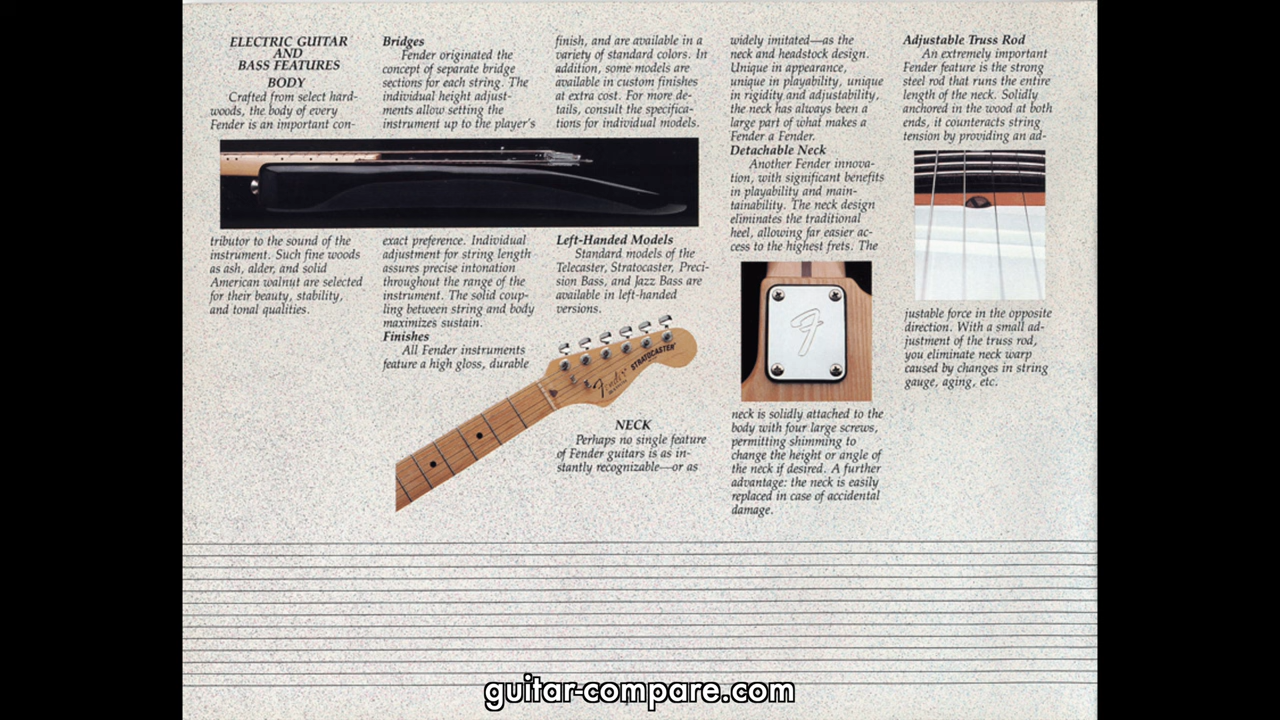 ELECTRIC GUITAR
AND
BASS FEATURES
BODY
Crafted from select hard-
woods, the body of every
Fender is an important con-
tributor to the sound of the
instrument. Such fine woods
as ash, alder, and solid
American walnut are selected
for their beauty, stability,
and tonal qualities.
Bridges
Fender originated the
concept of separate bridge
sections for each string. The
individual height adjust-
ments allow setting the
instrument up to the player's
exact preference. Individual
adjustment for string length
assures precise intonation
throughout the range of the
instrument. The solid coup-
ling between string and body
maximizes sustain.
Finishes
All Fender instruments
feature a high gloss, durable
finish, and are available in a
variety of standard colors. In
addition, some models are
available in custom finishes
at extra cost. For more de-
tails, consult the specifica-
tions for individual models.
Left-Handed Models
Standard models of the
Telecaster, Stratocaster, Preci-
sion Bass, and Jazz Bass are
available in left-handed
versions.
Fender
STRATOCASTER
NECK
Perhaps no single feature
of Fender guitars is as in-
stantly recognizable—or as
widely imitated—as the
neck and headstock design.
Unique in appearance,
unique in playability, unique
in rigidity and adjustability,
the neck has always been a
large part of what makes a
Fender a Fender.
Detachable Neck
Another Fender innova-
tion, with significant benefits
in playability and main-
tainability. The neck design
eliminates the traditional
heel, allowing far easier ac-
cess to the highest frets. The
F
neck is solidly attached to the
body with four large screws,
permitting shimming to
change the height or angle of
the neck if desired. A further
advantage: the neck is easily
replaced in case of accidental
damage.
Adjustable Truss Rod
An extremely important
Fender feature is the strong
steel rod that runs the entire
length of the neck. Solidly
anchored in the wood at both
ends, it counteracts string
tension by providing an ad-
justable force in the opposite
direction. With a small ad-
justment of the truss rod,
you eliminate neck warp
caused by changes in string
gauge, aging, etc.
guitar-compare.com